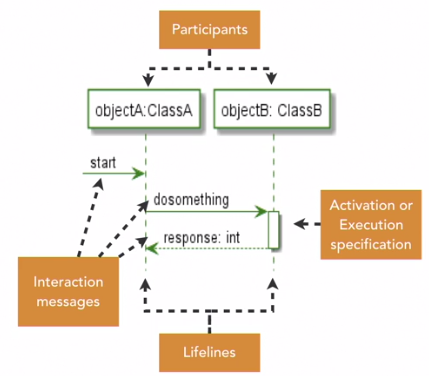 Participants
objectA:ClassA
objectB: ClassB
start
dosomething
response: int
Activation or
Execution
specification
Interaction
messages
Lifelines